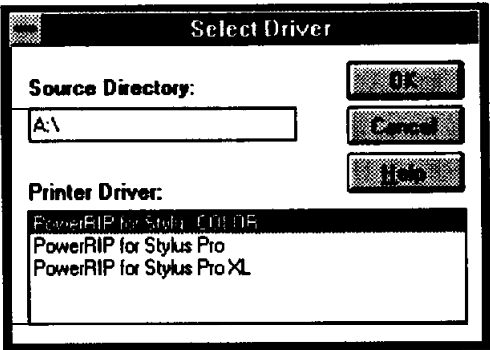 Select Driver
Source Directory:
OK
A:\
Cancel
Help
Printer Driver:
PowerRIP for Stylus COLOR
PowerRIP for Stylus Pro
PowerRIP for Stylus Pro XL